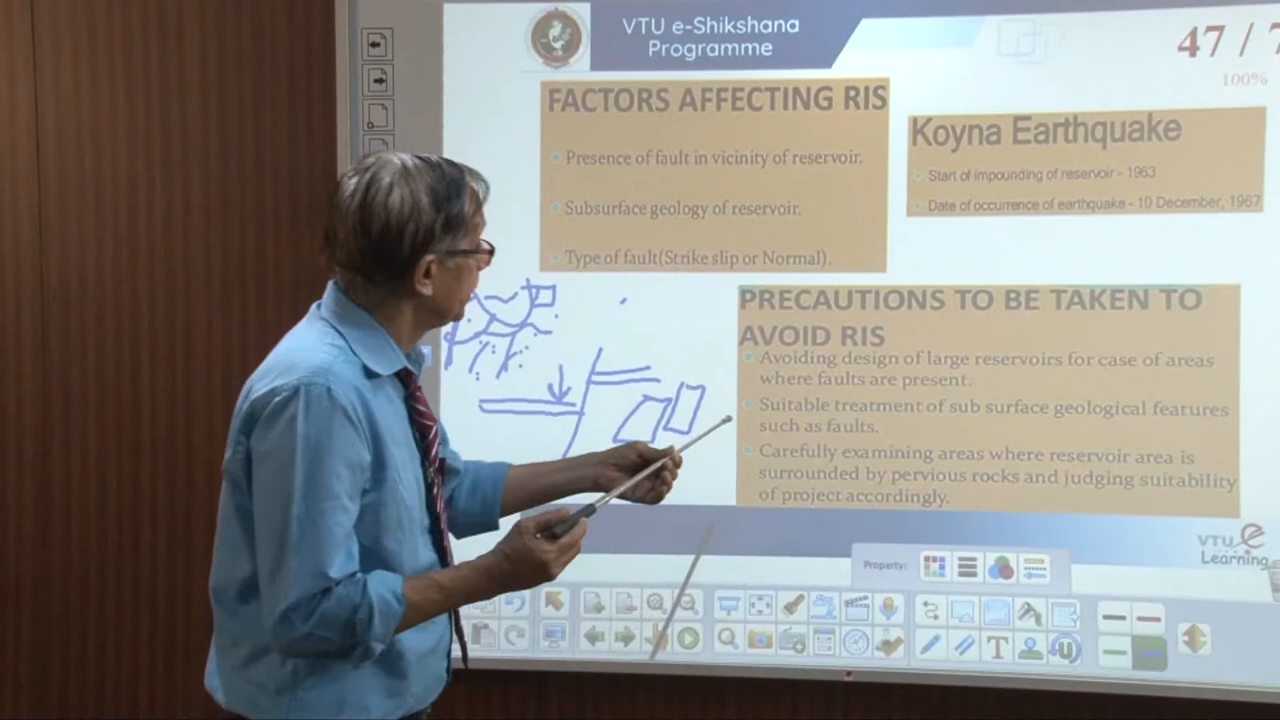 VTU e-Shikshana
Programme
47 / 7
100%
FACTORS AFFECTING RIS
Presence of fault in vicinity of reservoir.
Subsurface geology of reservoir.
Type of fault(Strike slip or Normal).
Koyna Earthquake
Start of impounding of reservoir - 1963
Date of occurrence of earthquake - 10 December, 1967
PRECAUTIONS TO BE TAKEN TO
AVOID RIS
Avoiding design of large reservoirs for case of areas
where faults are present.
Suitable treatment of sub surface geological features
such as faults.
Carefully examining areas where reservoir area is
surrounded by pervious rocks and judging suitability
of project accordingly.
VTU e
Learning
Property:
T